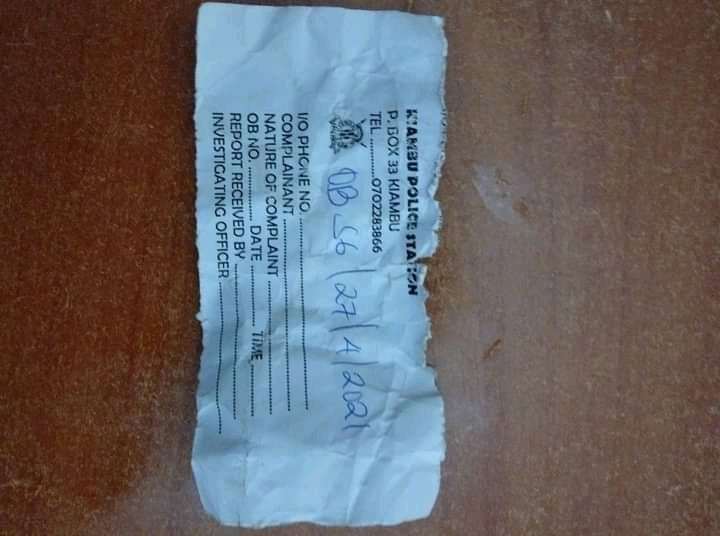 KIAMBU POLICE STATION
P. BOX 33 KIAMBU
TEL ............0702283866
OB 56/27/4/2021
I/O PHONE NO. ........................................
COMPLAINANT ........................................
NATURE OF COMPLAINT ............................
OB NO. ............... DATE ............... TIME ............
REPORT RECEIVED BY ................................
INVESTIGATING OFFICER ............................